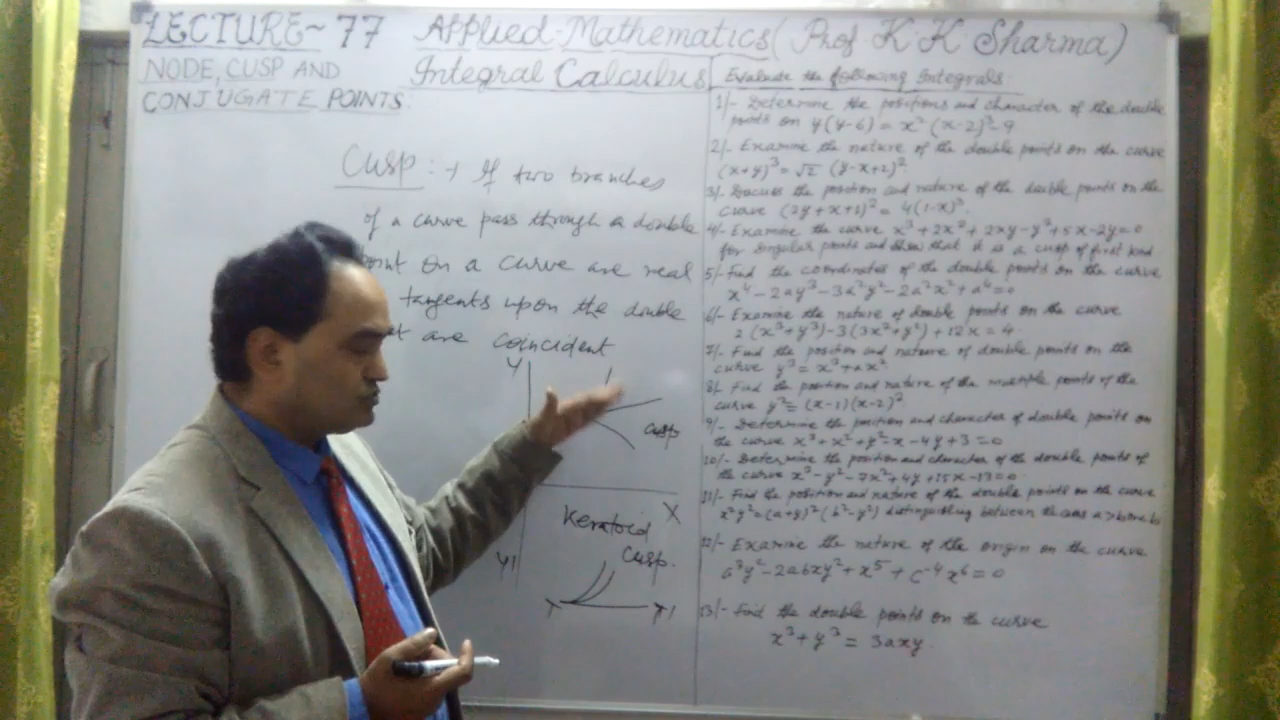 LECTURE~77 Applied-Mathematics (Prof K.K. Sharma)
NODE, CUSP AND
CONJUGATE POINTS.
Integral Calculus
Cusp :→ If two branches
of a curve pass through a double
point on a curve are real
tangents upon the double
are coincident
Y
cusp
X
Y1
Keratoid
cusp.
Evaluate the following Integrals:
1/- Determine the positions and character of the double
points on y(y-6) = x²(x-2)³-9
2/- Examine the nature of the double points on the curve
(x+y)³ = √2 (y-x+2)²
3/- Discuss the position and nature of the double points on the
curve (2y+x+1)² = 4(1-x)⁵.
4/- Examine the curve x³+2x²+2xy-y²+5x-2y=0
for singular points and show that it is a cusp of first kind
5/- Find the coordinates of the double points on the curve
x⁴-2ay³-3a²y²-2a²x²+a⁴=0
6/- Examine the nature of double points on the curve
2(x³+y³)-3(3x²+y²)+12x=4.
7/- Find the position and nature of double points on the
curve y³=x³+ax²
8/- Find the position and nature of the multiple points of the
curve y²=(x-1)(x-2)²
9/- Determine the position and character of double points on
the curve x³+x²+y²-x-4y+3=0
10/- Determine the position and character of the double points of
the curve x³-y²-7x²+4y+15x-13=0
11/- Find the position and nature of the double points on the curve
x²y²=(a+y)²(b²-y²) distinguishing between the cases
12/- Examine the nature of the origin on the curve
a³y²-2abxy²+x⁵+c⁻⁴x⁶=0
13/- Find the double points on the curve
x³+y³ = 3axy.